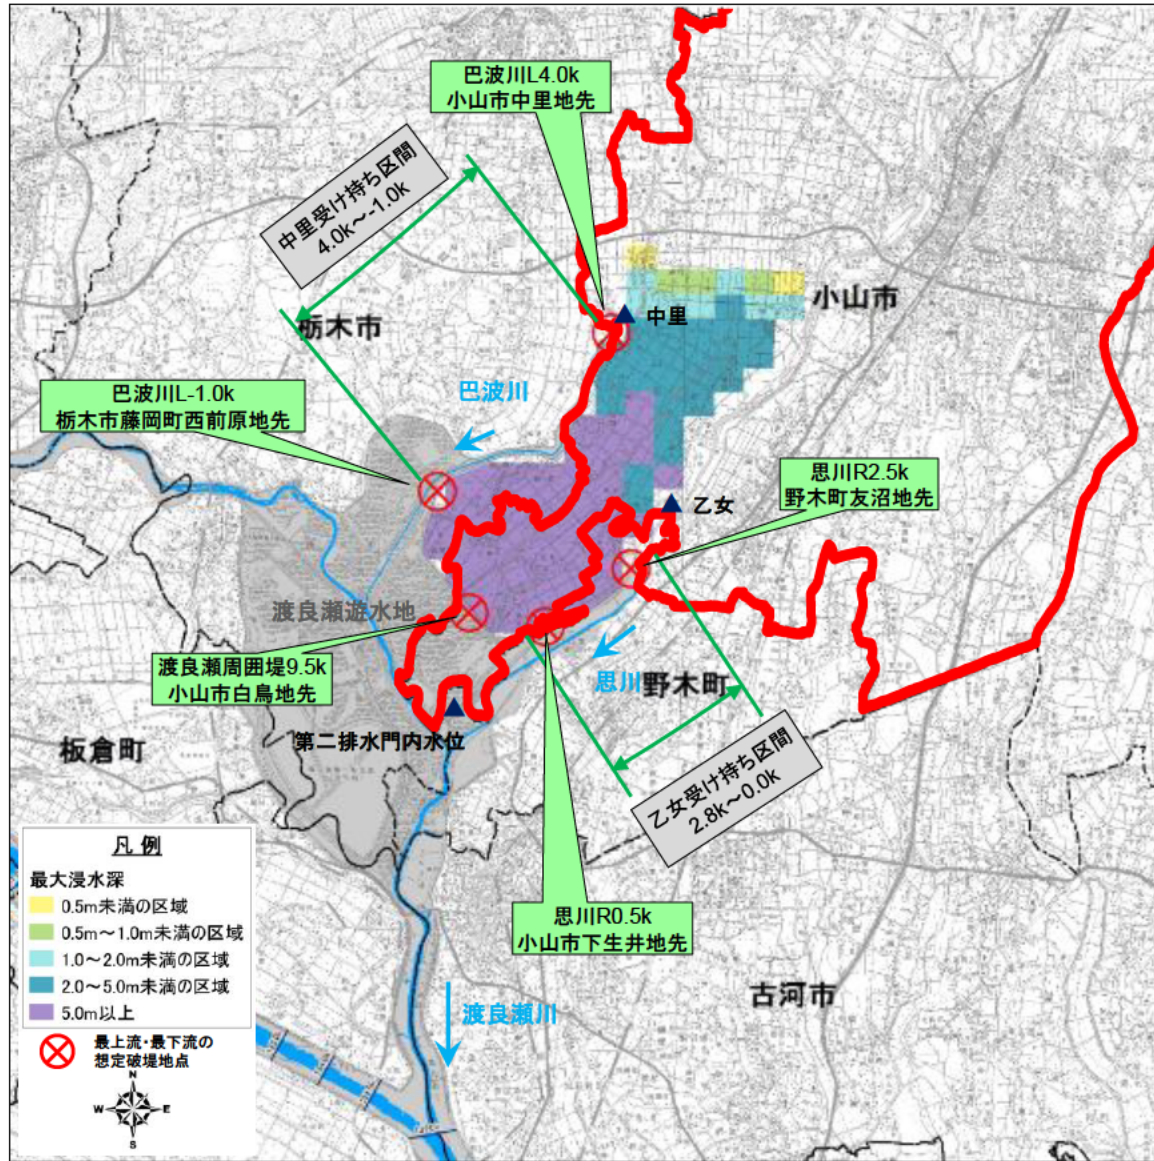 巴波川L4.0k
小山市中里地先
中里受け持ち区間
4.0k～-1.0k
小山市
中里
栃木市
巴波川L-1.0k
栃木市藤岡町西前原地先
巴波川
思川R2.5k
野木町友沼地先
乙女
渡良瀬遊水地
渡良瀬周囲堤9.5k
小山市白鳥地先
思川
野木町
第二排水門内水位
板倉町
乙女受け持ち区間
2.8k～0.0k
凡 例
最大浸水深
0.5m未満の区域
0.5m～1.0m未満の区域
1.0～2.0m未満の区域
2.0～5.0m未満の区域
5.0m以上
最上流・最下流の
想定破堤地点
N
W
E
S
思川R0.5k
小山市下生井地先
渡良瀬川
古河市